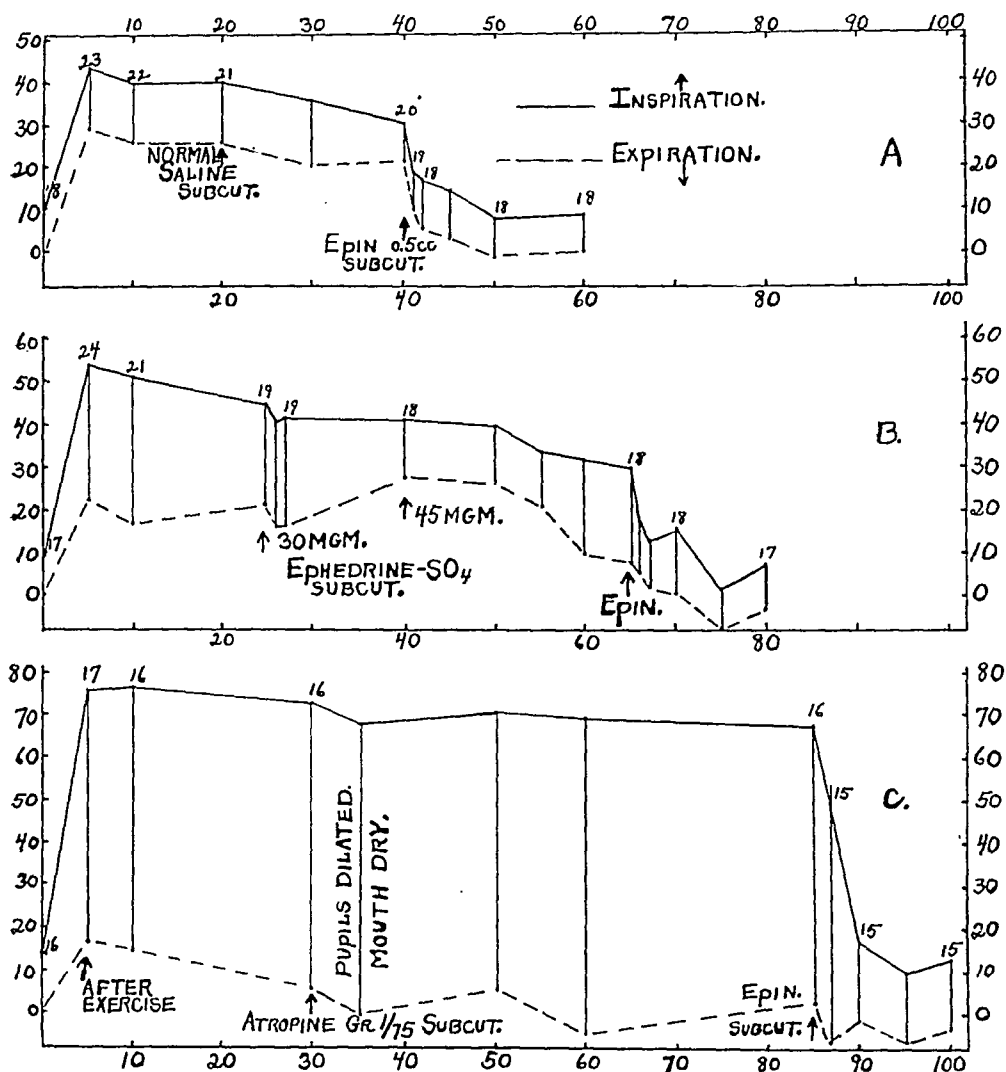 10 20 30 40 50 60 70 80 90 100
50
40
30
20
10
0
40
30
20
10
0
18 23 22 21 20 19 18 18 18
INSPIRATION.
EXPIRATION.
A
NORMAL
SALINE
SUBCUT.
EPIN 0.5CC
SUBCUT.
20 40 60 80 100
60
50
40
30
20
10
0
60
50
40
30
20
10
0
17 24 21 19 19 18 18 18 17
B.
30 MGM.
EPHEDRINE-SO4
SUBCUT.
45 MGM.
EPIN.
20 40 60 80
80
70
60
50
40
30
20
10
0
80
70
60
50
40
30
20
10
0
16 17 16 16 16 15 15 15
C.
AFTER
EXERCISE
PUPILS DILATED.
MOUTH DRY.
ATROPINE GR 1/75 SUBCUT.
EPIN.
SUBCUT.
10 20 30 40 50 60 70 80 90 100